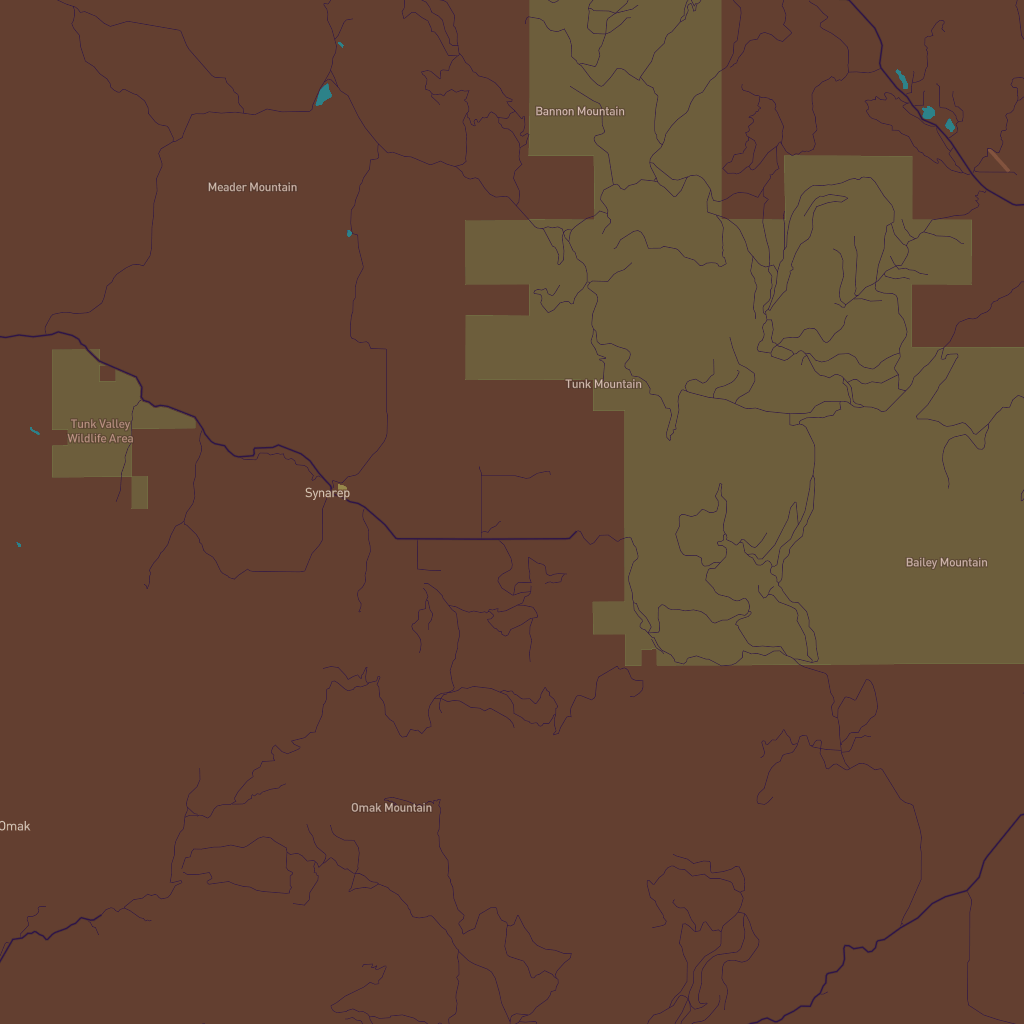 Bannon Mountain
Meader Mountain
Tunk Mountain
Tunk Valley
Wildlife Area
Synarep
Bailey Mountain
Omak Mountain
Omak